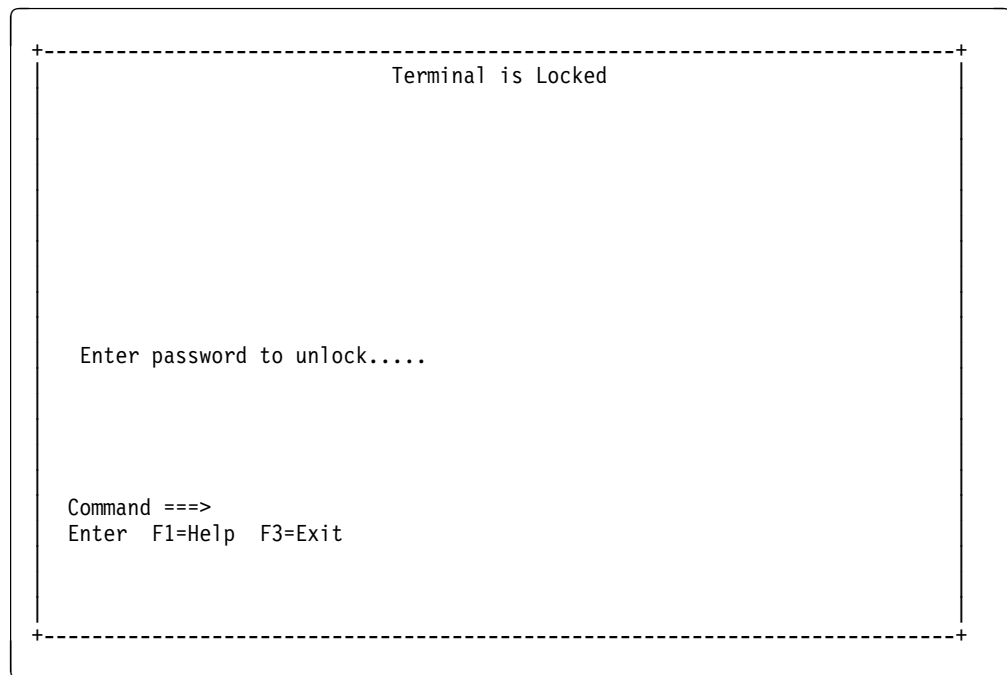 Terminal is Locked
Enter password to unlock.....
Command ===>
Enter F1=Help F3=Exit